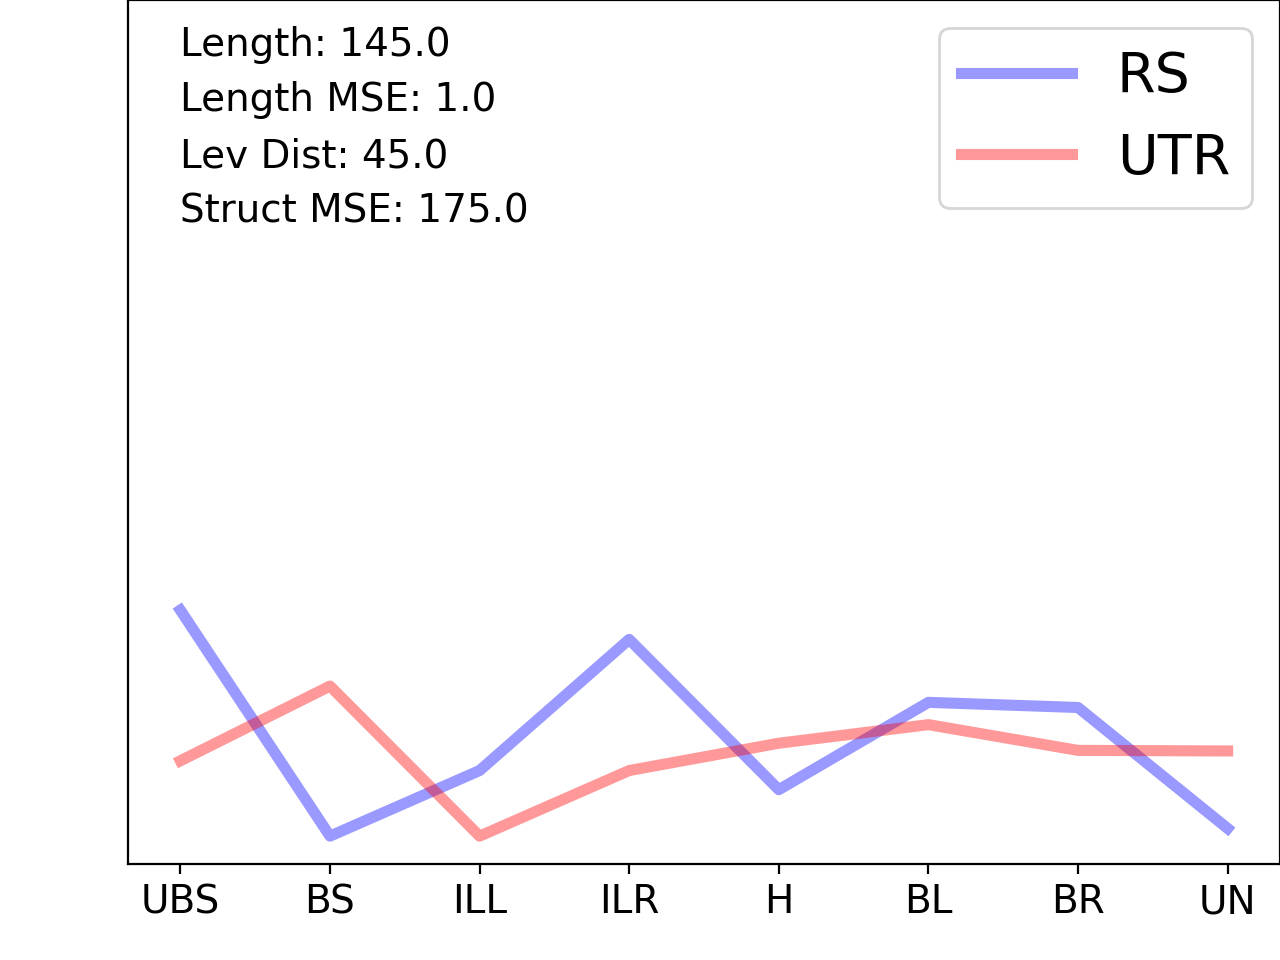 Length: 145.0
Length MSE: 1.0
Lev Dist: 45.0
Struct MSE: 175.0
RS
UTR
UBS BS ILL ILR H BL BR UN